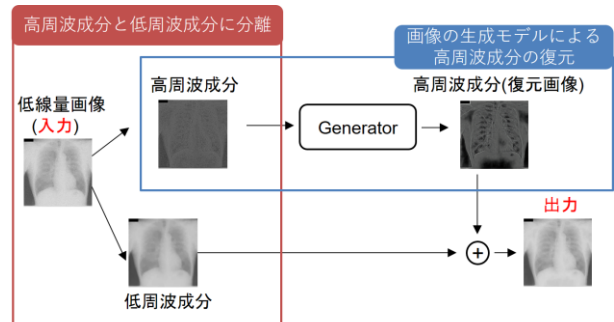 高周波成分と低周波成分に分離
画像の生成モデルによる
高周波成分の復元
高周波成分
高周波成分(復元画像)
低線量画像
(入力)
Generator
出力
低周波成分